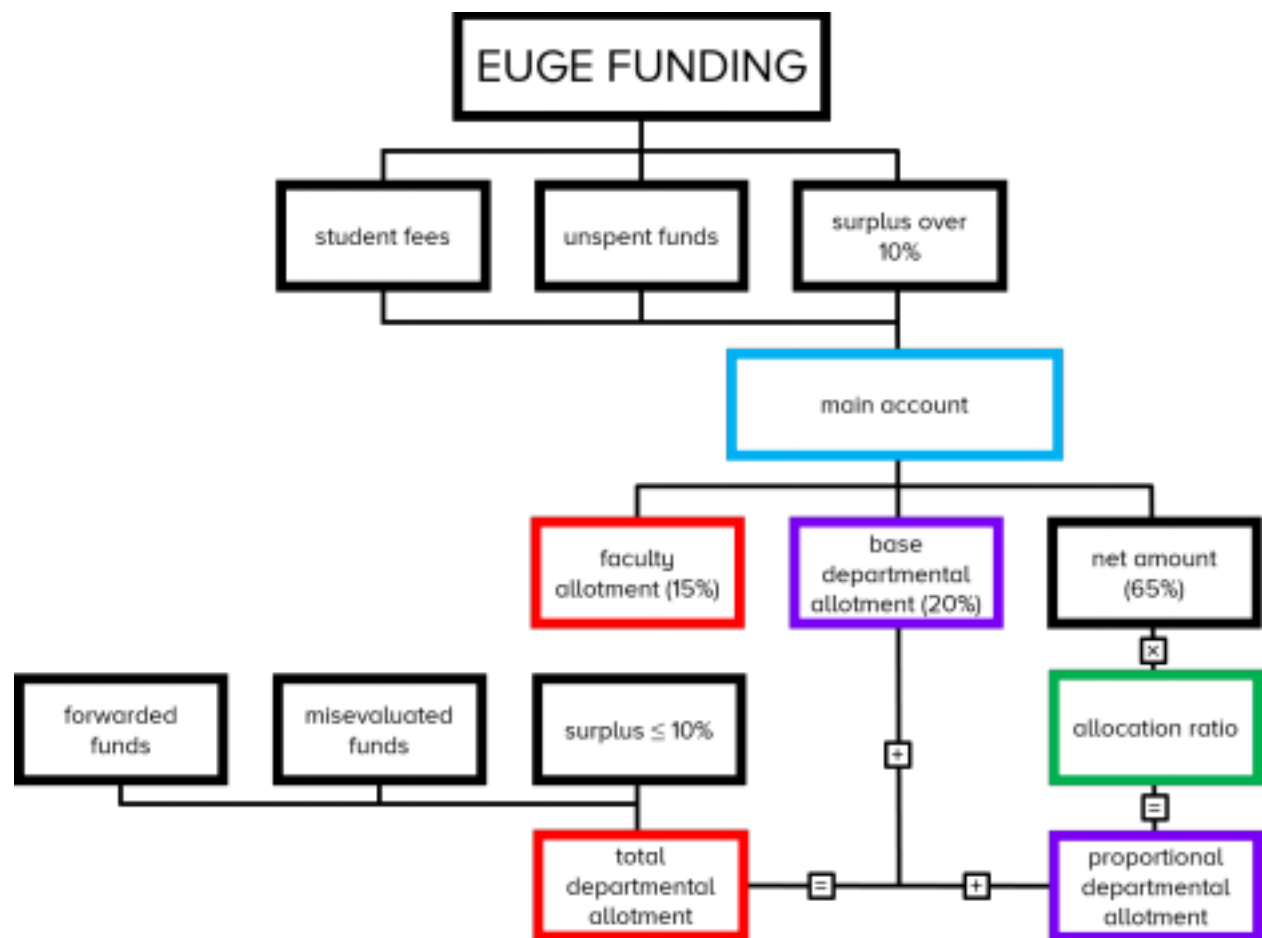 EUGE FUNDING
student fees
unspent funds
surplus over
10%
main account
faculty
allotment (15%)
base
departmental
allotment (20%)
net amount
(65%)
×
forwarded
funds
misevaluated
funds
surplus ≤ 10%
allocation ratio
+
=
total
departmental
allotment
=
+
proportional
departmental
allotment